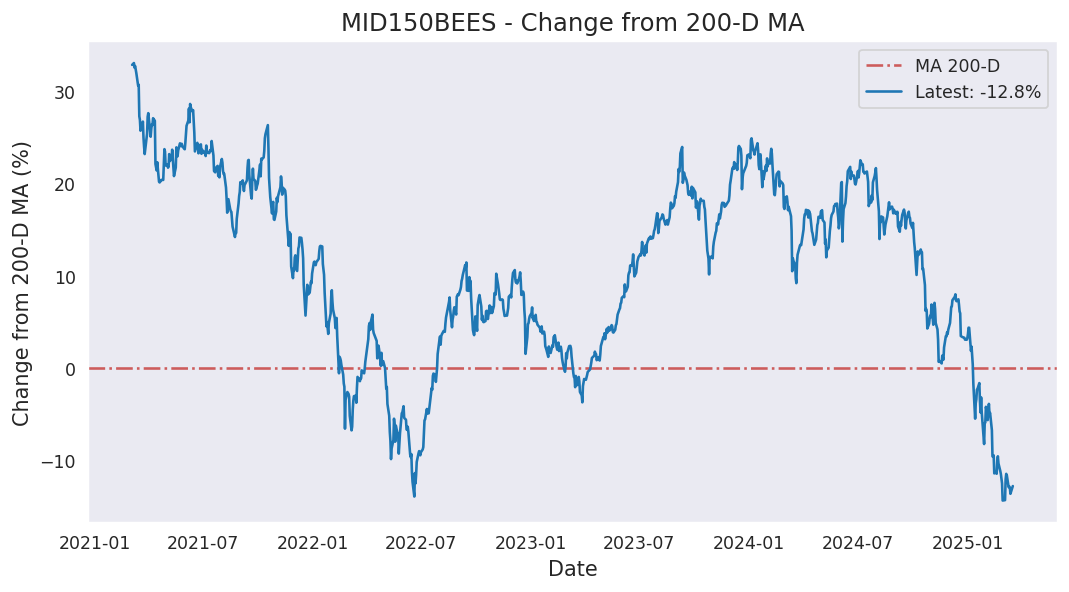 MID150BEES - Change from 200-D MA
MA 200-D
Latest: -12.8%
Change from 200-D MA (%)
30
20
10
0
−10
2021-01 2021-07 2022-01 2022-07 2023-01 2023-07 2024-01 2024-07 2025-01
Date